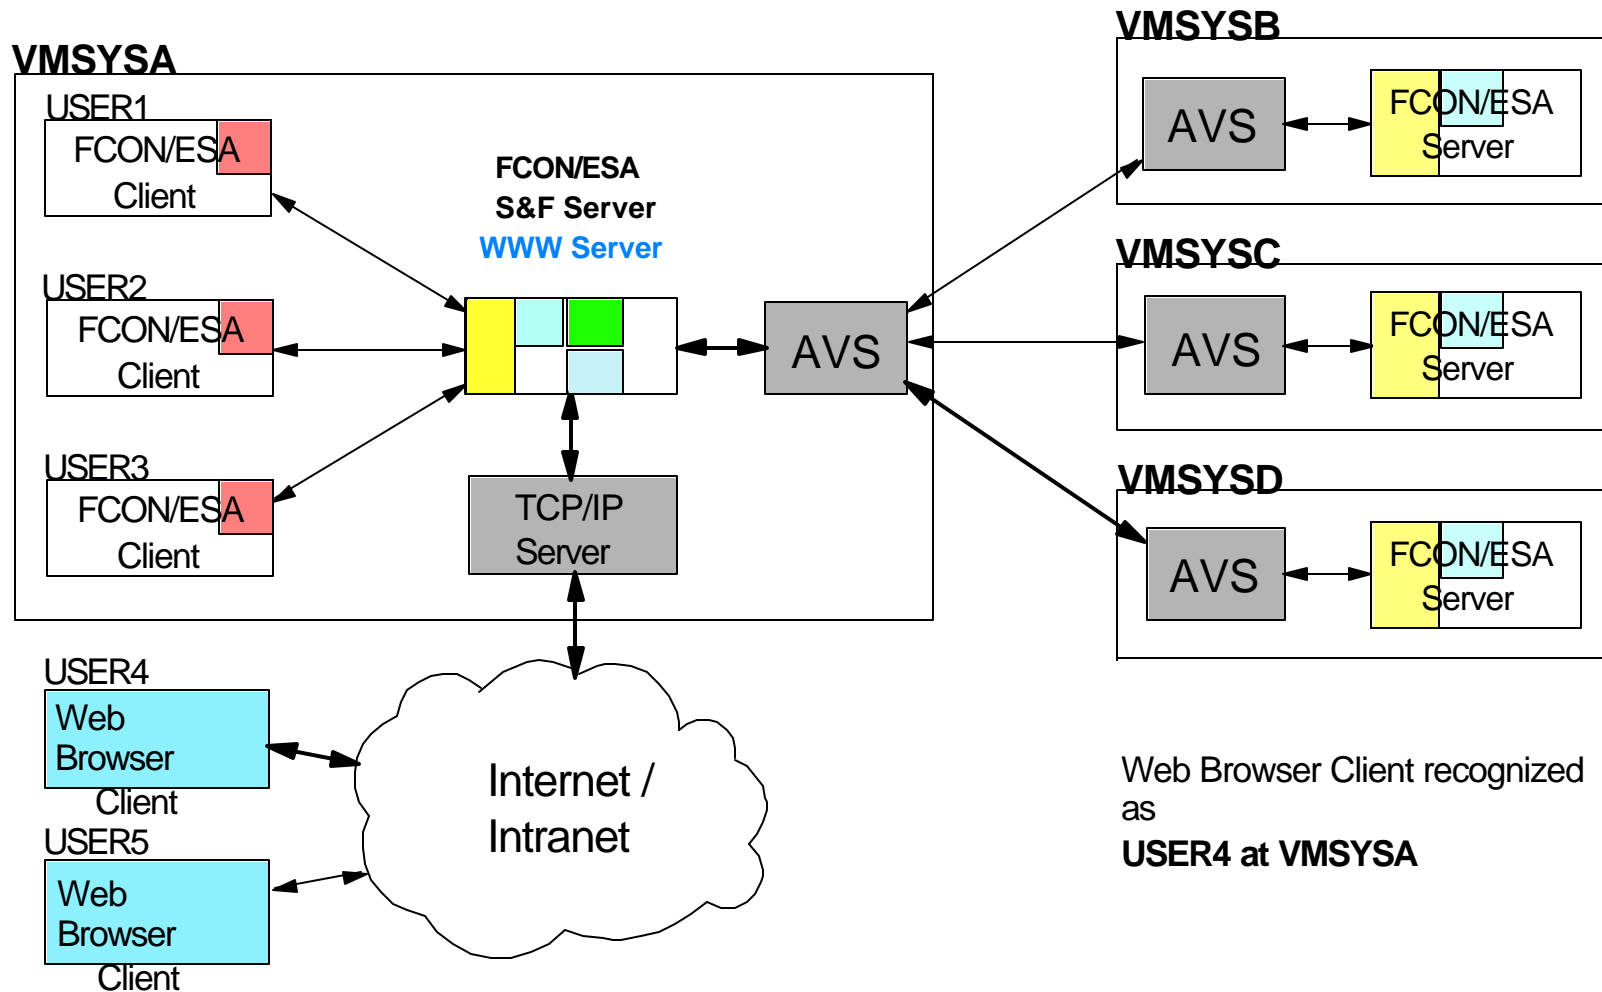 VMSYSA
USER1
FCON/ESA
Client
USER2
FCON/ESA
Client
USER3
FCON/ESA
Client
FCON/ESA
S&F Server
WWW Server
AVS
TCP/IP
Server
VMSYSB
AVS
FCON/ESA
Server
VMSYSC
AVS
FCON/ESA
Server
VMSYSD
AVS
FCON/ESA
Server
USER4
Web
Browser
Client
USER5
Web
Browser
Client
Internet /
Intranet
Web Browser Client recognized
as
USER4 at VMSYSA